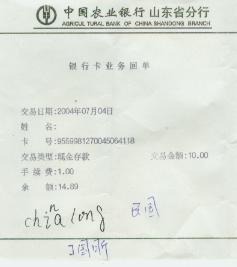 中国农业银行 山东省分行
AGRICULTURAL BANK OF CHINA SHANDONG BRANCH
银行卡业务回单
交易日期:2004年07月04日
姓 名:
卡 号:9559981270045064118
交易类型:现金存款 交易金额:10.00
手 续 费:1.00
余 额:14.89
chinalong